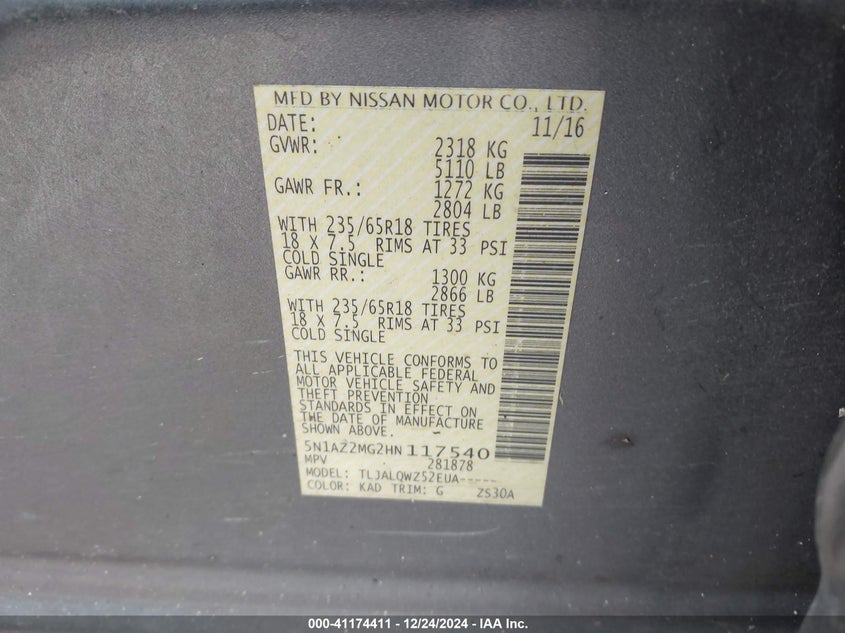 MFD BY NISSAN MOTOR CO., LTD.
DATE: 11/16
GVWR: 2318 KG
5110 LB
GAWR FR.: 1272 KG
2804 LB
WITH 235/65R18 TIRES
18 X 7.5 RIMS AT 33 PSI
COLD SINGLE
GAWR RR.: 1300 KG
2866 LB
WITH 235/65R18 TIRES
18 X 7.5 RIMS AT 33 PSI
COLD SINGLE
THIS VEHICLE CONFORMS TO
ALL APPLICABLE FEDERAL
MOTOR VEHICLE SAFETY AND
THEFT PREVENTION
STANDARDS IN EFFECT ON
THE DATE OF MANUFACTURE
SHOWN ABOVE.
5N1AZ2MG2HN117540
MPV 281878
MODEL: TLJALQWZ52EUA-----
COLOR: KAD TRIM: G ZS30A
000-41174411 - 12/24/2024 - IAA Inc.